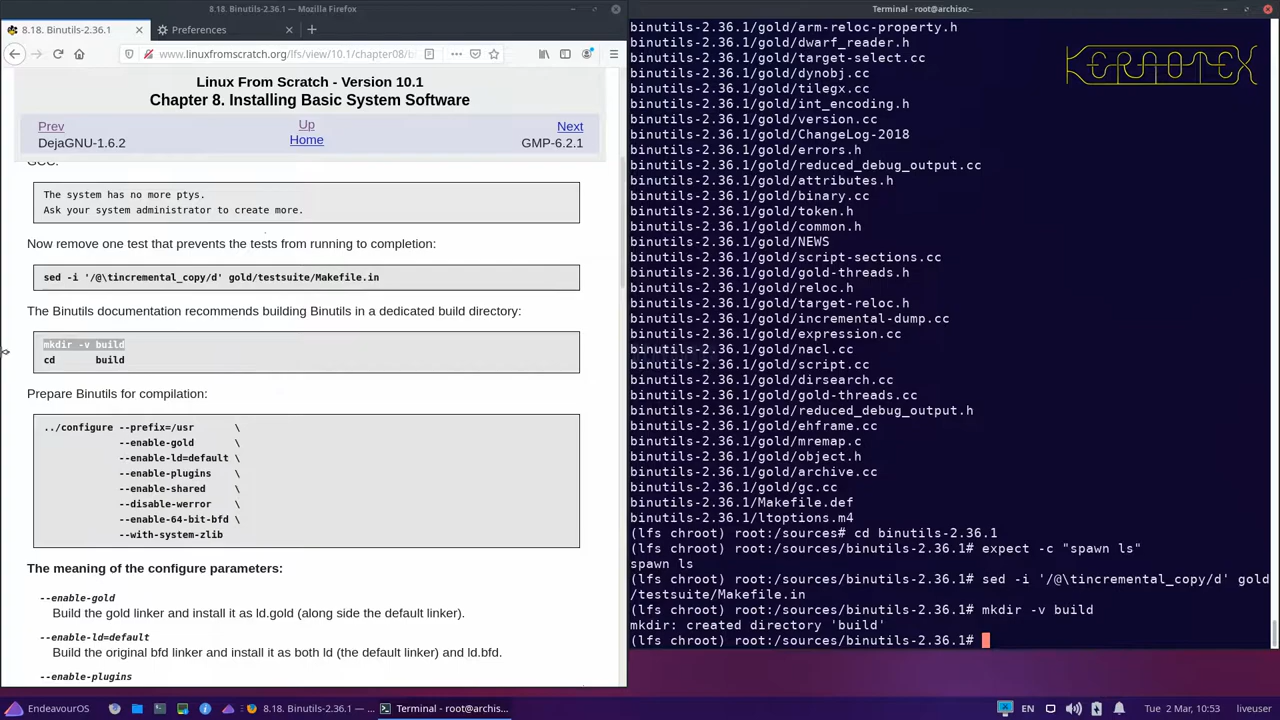 8.18. Binutils-2.36.1 — Mozilla Firefox
8.18. Binutils-2.36.1
Preferences
www.linuxfromscratch.org/lfs/view/10.1/chapter08/b
Linux From Scratch - Version 10.1
Chapter 8. Installing Basic System Software
Prev
Up
Next
DejaGNU-1.6.2
Home
GMP-6.2.1
GCC:
The system has no more ptys.
Ask your system administrator to create more.
Now remove one test that prevents the tests from running to completion:
sed -i '/@\tincremental_copy/d' gold/testsuite/Makefile.in
The Binutils documentation recommends building Binutils in a dedicated build directory:
mkdir -v build
cd build
Prepare Binutils for compilation:
../configure --prefix=/usr \
--enable-gold \
--enable-ld=default \
--enable-plugins \
--enable-shared \
--disable-werror \
--enable-64-bit-bfd \
--with-system-zlib
The meaning of the configure parameters:
--enable-gold
Build the gold linker and install it as ld.gold (along side the default linker).
--enable-ld=default
Build the original bfd linker and install it as both ld (the default linker) and ld.bfd.
--enable-plugins
Terminal - root@archiso:~
KERNOTEX
binutils-2.36.1/gold/arm-reloc-property.h
binutils-2.36.1/gold/dwarf_reader.h
binutils-2.36.1/gold/target-select.cc
binutils-2.36.1/gold/dynobj.cc
binutils-2.36.1/gold/tilegx.cc
binutils-2.36.1/gold/int_encoding.h
binutils-2.36.1/gold/version.cc
binutils-2.36.1/gold/ChangeLog-2018
binutils-2.36.1/gold/errors.h
binutils-2.36.1/gold/reduced_debug_output.cc
binutils-2.36.1/gold/attributes.h
binutils-2.36.1/gold/binary.cc
binutils-2.36.1/gold/token.h
binutils-2.36.1/gold/common.h
binutils-2.36.1/gold/NEWS
binutils-2.36.1/gold/script-sections.cc
binutils-2.36.1/gold/gold-threads.h
binutils-2.36.1/gold/reloc.h
binutils-2.36.1/gold/target-reloc.h
binutils-2.36.1/gold/incremental-dump.cc
binutils-2.36.1/gold/expression.cc
binutils-2.36.1/gold/nacl.cc
binutils-2.36.1/gold/script.cc
binutils-2.36.1/gold/dirsearch.cc
binutils-2.36.1/gold/gold-threads.cc
binutils-2.36.1/gold/reduced_debug_output.h
binutils-2.36.1/gold/ehframe.cc
binutils-2.36.1/gold/mremap.c
binutils-2.36.1/gold/object.h
binutils-2.36.1/gold/archive.cc
binutils-2.36.1/gold/gc.cc
binutils-2.36.1/Makefile.def
binutils-2.36.1/ltoptions.m4
(lfs chroot) root:/sources# cd binutils-2.36.1
(lfs chroot) root:/sources/binutils-2.36.1# expect -c "spawn ls"
spawn ls
(lfs chroot) root:/sources/binutils-2.36.1# sed -i '/@\tincremental_copy/d' gold
/testsuite/Makefile.in
(lfs chroot) root:/sources/binutils-2.36.1# mkdir -v build
mkdir: created directory 'build'
(lfs chroot) root:/sources/binutils-2.36.1#
EndeavourOS
8.18. Binutils-2.36.1 — ...
Terminal - root@archis...
EN
Tue 2 Mar, 10:53
liveuser